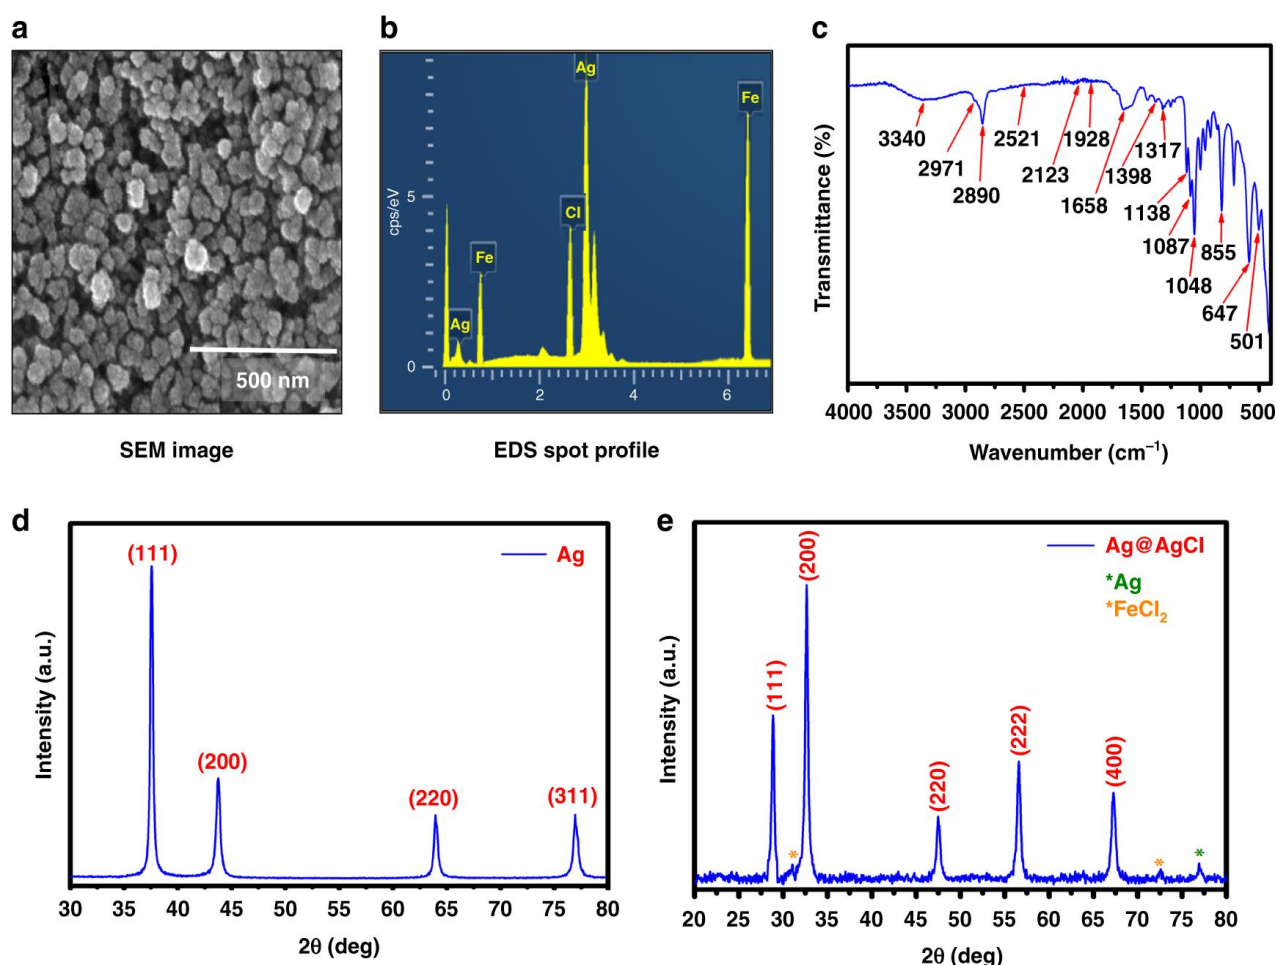 a
500 nm
SEM image
b
cps/eV
5
0
Ag
Fe
Cl
Ag
Fe
0 2 4 6
EDS spot profile
c
Transmittance (%)
3340
2971
2890
2521
2123
1928
1658
1398
1317
1138
1087
1048
855
647
501
4000 3500 3000 2500 2000 1500 1000 500
Wavenumber (cm⁻¹)
d
Intensity (a.u.)
(111)
(200)
(220)
(311)
Ag
30 35 40 45 50 55 60 65 70 75 80
2θ (deg)
e
Intensity (a.u.)
(111)
(200)
(220)
(222)
(400)
Ag@AgCl
*Ag
*FeCl₂
*
*
*
20 25 30 35 40 45 50 55 60 65 70 75 80
2θ (deg)